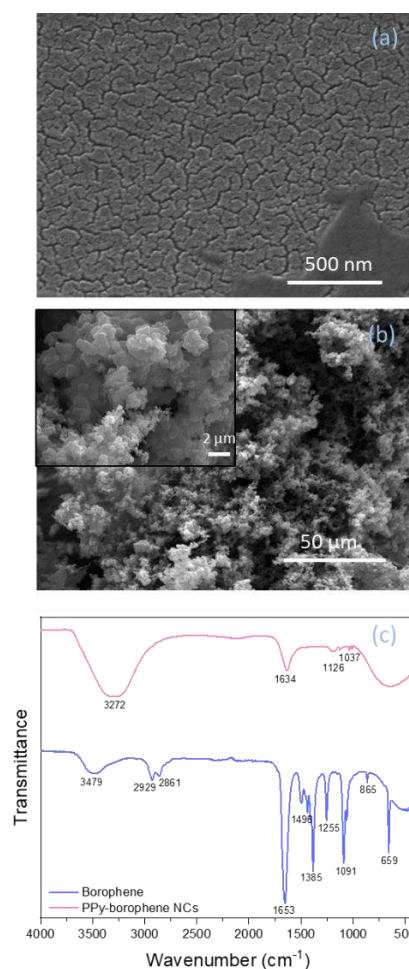 (a)
500 nm
(b)
2 µm
50 µm
(c)
1037
1126
1634
3272
865
3479
2929
2861
1496
1255
659
1385
1091
1653
Borophene
PPy-borophene NCs
4000 3500 3000 2500 2000 1500 1000 500
Wavenumber (cm⁻¹)
Transmittance